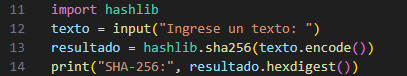 11 import hashlib
12 texto = input("Ingrese un texto: ")
13 resultado = hashlib.sha256(texto.encode())
14 print("SHA-256:", resultado.hexdigest())